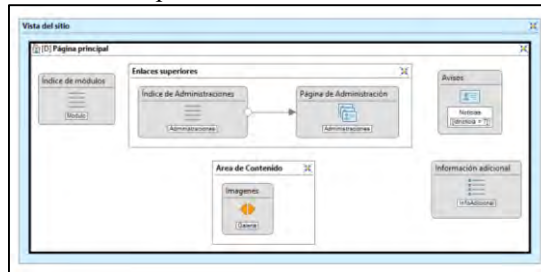 Vista del sitio
[D] Página principal
Índice de módulos
Modulo
Enlaces superiores
Índice de Administraciones
Administraciones
Página de Administración
Administraciones
Avisos
Noticias
Area de Contenido
Imagenes
Galeria
Información adicional
InfoAdicional